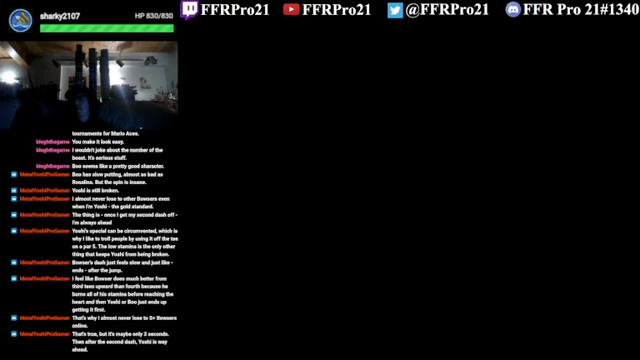 sharky2107
HP 830/830
FFRPro21
FFRPro21
@FFRPro21
FFR Pro 21#1340
tournaments for Mario Aces.
bleghthegame You make it look easy.
bleghthegame I wouldn't joke about the number of the
beast. It's serious stuff.
bleghthegame Boo seems like a pretty good character.
MetalYoshiProGamer Boo has slow putting, almost as bad as
Rosalina. But the spin is insane.
MetalYoshiProGamer Yoshi is still broken.
MetalYoshiProGamer I almost never lose to other Bowsers even
when I'm Yoshi - the gold standard.
MetalYoshiProGamer The thing is - once I get my second dash off -
I'm always ahead
MetalYoshiProGamer Yoshi's special can be circumvented, which is
why I like to troll people by using it off the tee
on a par 5. The low stamina is the only other
thing that keeps Yoshi from being broken.
MetalYoshiProGamer Bowser's dash just feels slow and just like -
ends - after the jump.
MetalYoshiProGamer I feel like Bowser does much better from
third tees upward than fourth because he
burns all of his stamina before reaching the
heart and then Yoshi or Boo just ends up
getting it first.
MetalYoshiProGamer That's why I almost never lose to D+ Bowsers
online.
MetalYoshiProGamer That's true, but it's maybe only 3 seconds.
Then after the second dash, Yoshi is way
ahead.